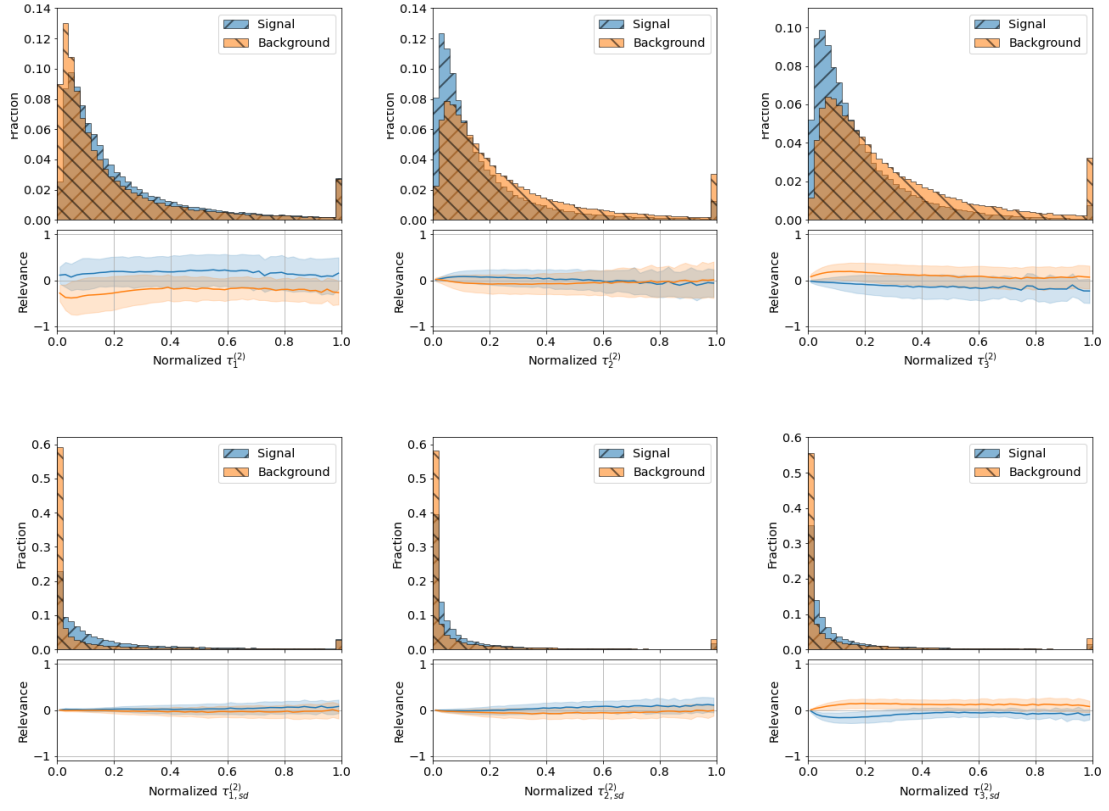 0.14
0.12
0.10
0.08
0.06
0.04
0.02
0.00
Fraction
Signal
Background
1
0
−1
Relevance
0.0 0.2 0.4 0.6 0.8 1.0
Normalized τ₁⁽²⁾
0.14
0.12
0.10
0.08
0.06
0.04
0.02
0.00
Fraction
Signal
Background
1
0
−1
Relevance
0.0 0.2 0.4 0.6 0.8 1.0
Normalized τ₂⁽²⁾
0.10
0.08
0.06
0.04
0.02
0.00
Fraction
Signal
Background
1
0
−1
Relevance
0.0 0.2 0.4 0.6 0.8 1.0
Normalized τ₃⁽²⁾
0.6
0.5
0.4
0.3
0.2
0.1
0.0
Fraction
Signal
Background
1
0
−1
Relevance
0.0 0.2 0.4 0.6 0.8 1.0
Normalized τ₁,sd⁽²⁾
0.6
0.5
0.4
0.3
0.2
0.1
0.0
Fraction
Signal
Background
1
0
−1
Relevance
0.0 0.2 0.4 0.6 0.8 1.0
Normalized τ₂,sd⁽²⁾
0.6
0.5
0.4
0.3
0.2
0.1
0.0
Fraction
Signal
Background
1
0
−1
Relevance
0.0 0.2 0.4 0.6 0.8 1.0
Normalized τ₃,sd⁽²⁾